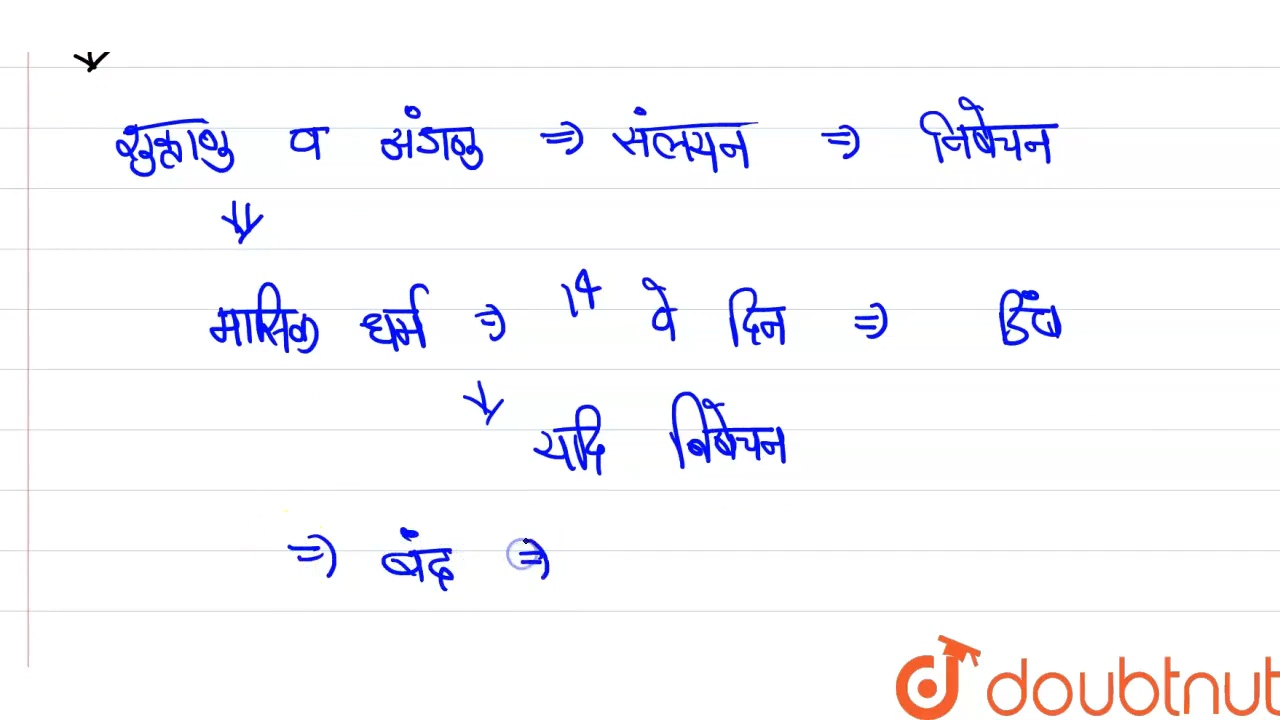 शुक्राणु व अंडाणु ⇒ संलयन ⇒ निषेचन
मासिक धर्म ⇒ 14 वे दिन ⇒ डिंब
यदि निषेचन
⇒ बंद ⇒
doubtnut